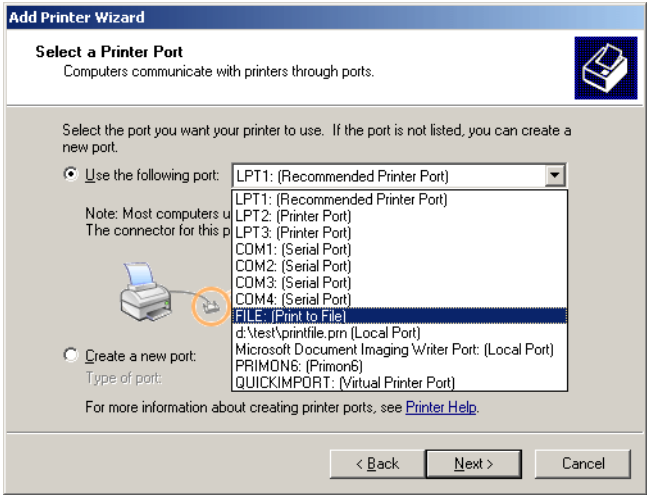 Add Printer Wizard
Select a Printer Port
Computers communicate with printers through ports.
Select the port you want your printer to use. If the port is not listed, you can create a
new port.
Use the following port:
LPT1: (Recommended Printer Port)
LPT1: (Recommended Printer Port)
LPT2: (Printer Port)
LPT3: (Printer Port)
COM1: (Serial Port)
COM2: (Serial Port)
COM3: (Serial Port)
COM4: (Serial Port)
FILE: (Print to File)
d:\test\printfile.prn (Local Port)
Microsoft Document Imaging Writer Port: (Local Port)
PRIMON6: (Primon6)
QUICKIMPORT: (Virtual Printer Port)
Note: Most computers u
The connector for this p
Create a new port:
Type of port:
For more information about creating printer ports, see Printer Help.
< Back
Next >
Cancel